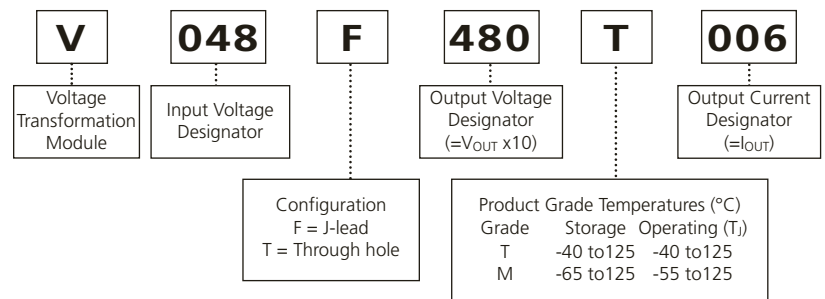 V 048 F 480 T 006
Voltage
Transformation
Module
Input Voltage
Designator
Output Voltage
Designator
(=VOUT x10)
Output Current
Designator
(=IOUT)
Configuration
F = J-lead
T = Through hole
Product Grade Temperatures (°C)
Grade Storage Operating (TJ)
T -40 to125 -40 to125
M -65 to125 -55 to125